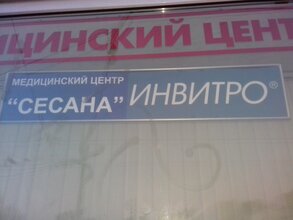 ИЦИНСКИЙ ЦЕНТ
МЕДИЦИНСКИЙ ЦЕНТР
“СЕСАНА”
ИНВИТРО®